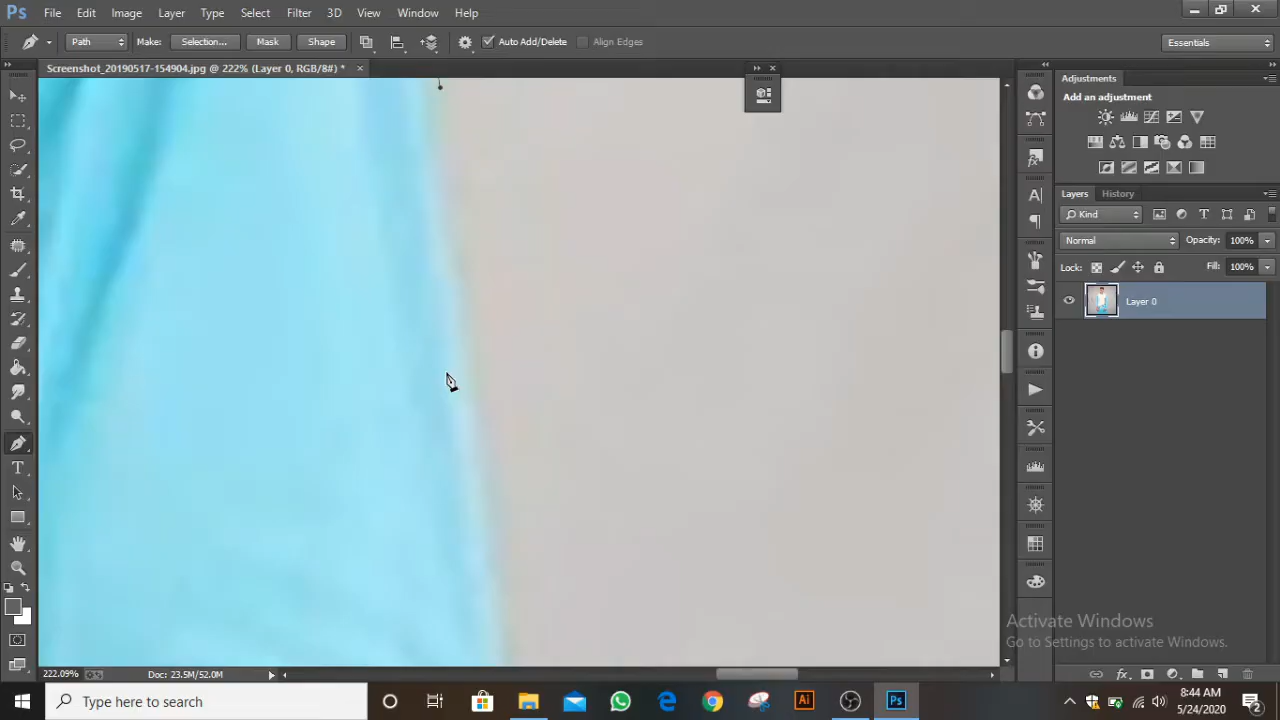 Ps File Edit Image Layer Type Select Filter 3D View Window Help
Path Make: Selection... Mask Shape Auto Add/Delete Align Edges Essentials
Screenshot_20190517-154904.jpg @ 222% (Layer 0, RGB/8#) *
Adjustments
Add an adjustment
Layers History
Kind
Normal Opacity: 100%
Lock: Fill: 100%
Layer 0
Activate Windows
Go to Settings to activate Windows.
222.09% Doc: 23.5M/52.0M
Type here to search
Ai
Ps
8:44 AM
5/24/2020
2